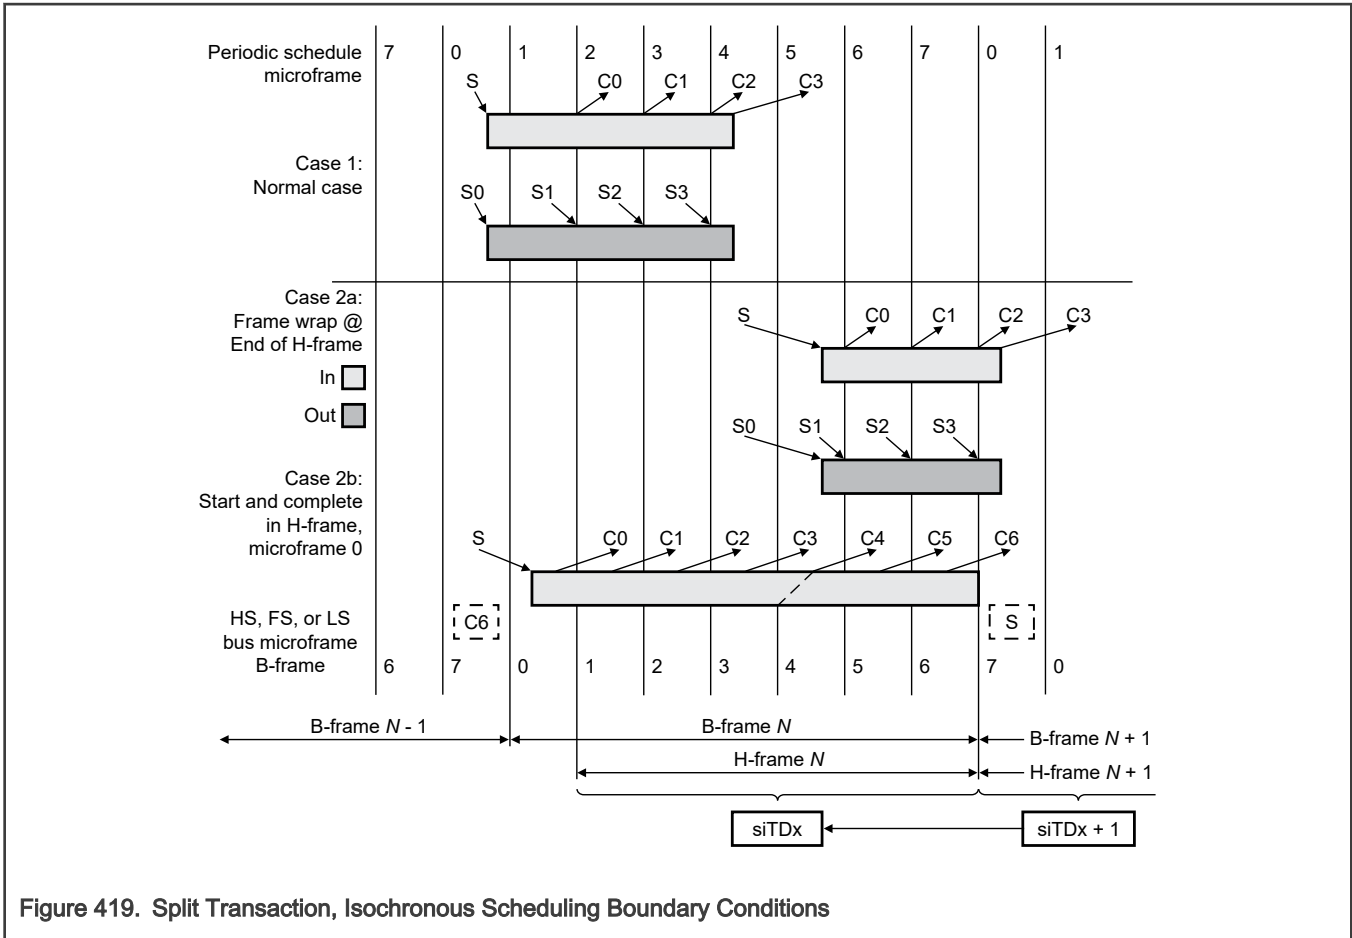 Periodic schedule
microframe
7 0 1 2 3 4 5 6 7 0 1
S C0 C1 C2 C3
Case 1:
Normal case
S0 S1 S2 S3
Case 2a:
Frame wrap @
End of H-frame
S C0 C1 C2 C3
In
Out
S0 S1 S2 S3
Case 2b:
Start and complete
in H-frame,
microframe 0
S C0 C1 C2 C3 C4 C5 C6
HS, FS, or LS
bus microframe
B-frame
C6 S
6 7 0 1 2 3 4 5 6 7 0
B-frame N - 1 B-frame N B-frame N + 1
H-frame N H-frame N + 1
siTDx siTDx + 1
Figure 419. Split Transaction, Isochronous Scheduling Boundary Conditions